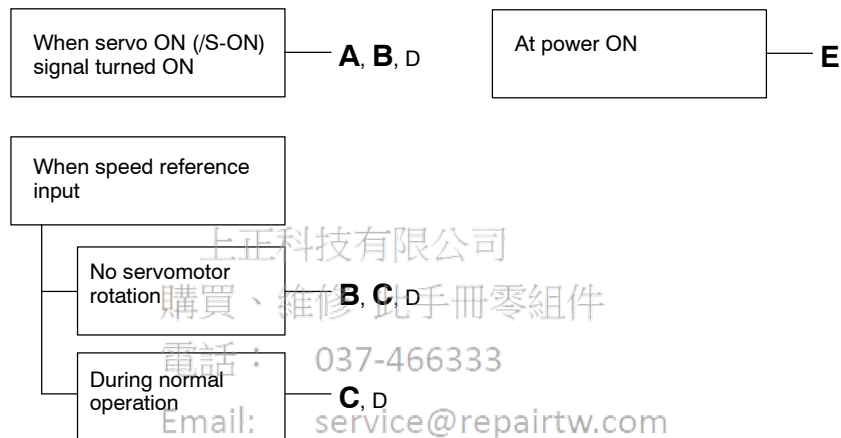 When servo ON (/S-ON)
signal turned ON
A, B, D
At power ON
E
When speed reference
input
上正科技有限公司
No servomotor
rotation
B, C, D
購買、維修 此手冊零組件
電話： 037-466333
During normal
operation
C, D
Email: service@repairtw.com